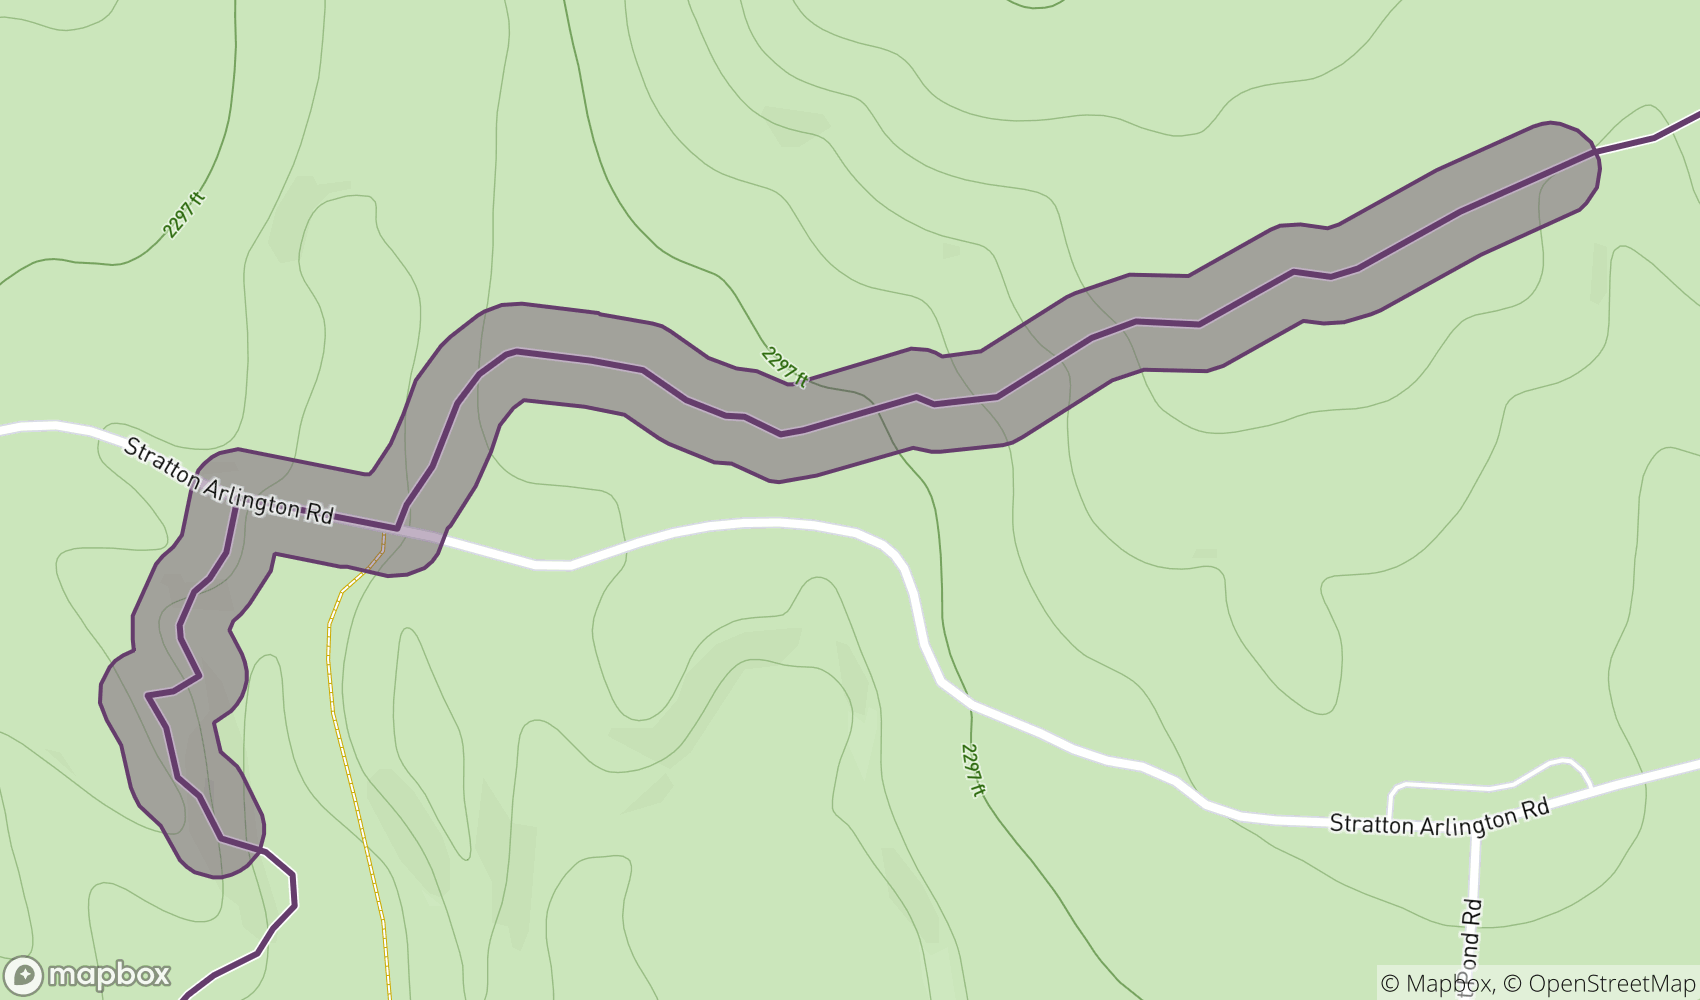 2297 ft
2297 ft
Stratton Arlington Rd
2297 ft
Stratton Arlington Rd
t Pond Rd
mapbox
© Mapbox, © OpenStreetMap